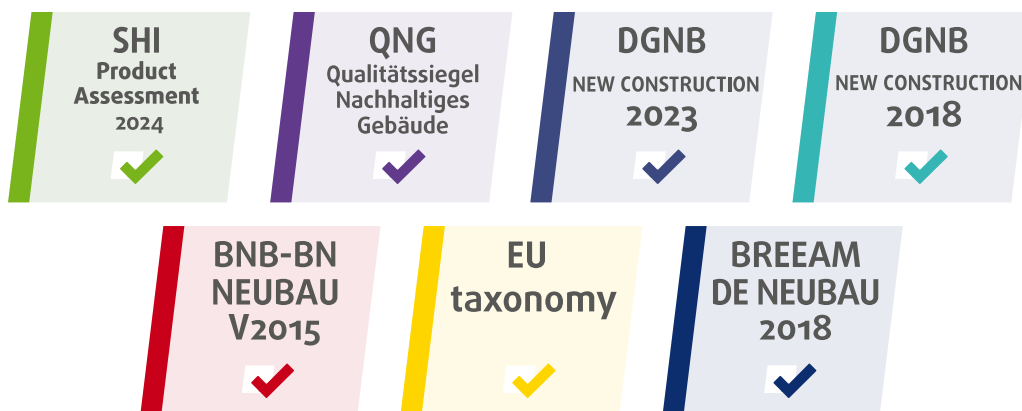 SHI
Product
Assessment
2024
QNG
Qualitätssiegel
Nachhaltiges
Gebäude
DGNB
NEW CONSTRUCTION
2023
DGNB
NEW CONSTRUCTION
2018
BNB-BN
NEUBAU
V2015
EU
taxonomy
BREEAM
DE NEUBAU
2018